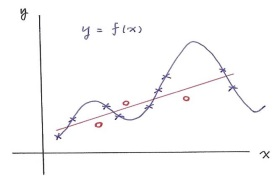 y
y = f(x)
x